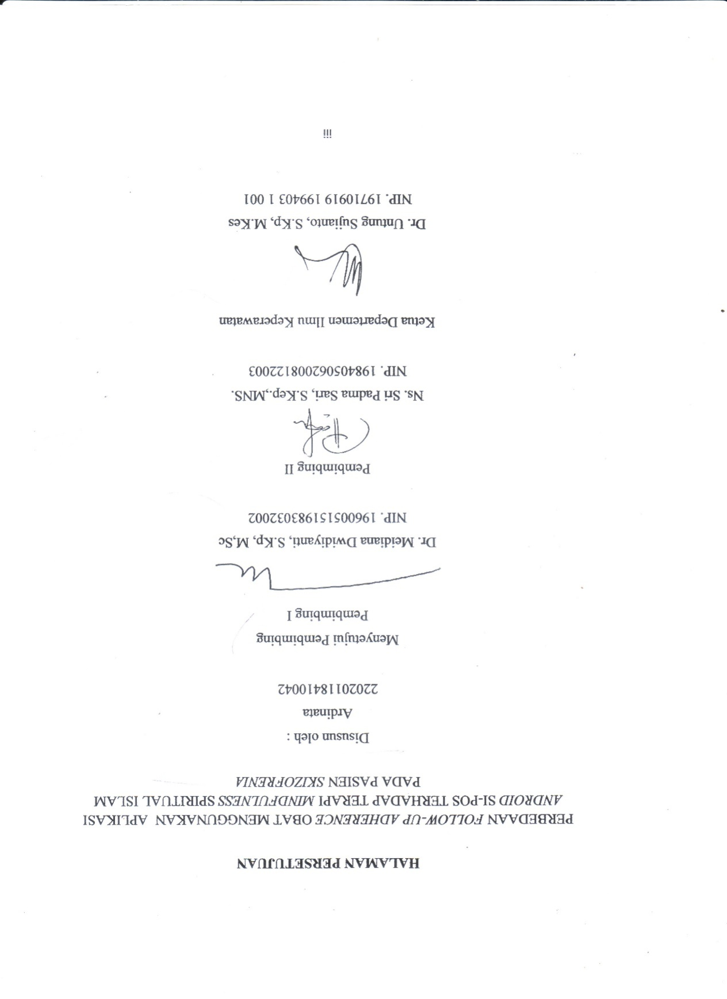 HALAMAN PERSETUJUAN
PERBEDAAN FOLLOW-UP ADHERENCE OBAT MENGGUNAKAN APLIKASI
ANDROID SI-POS TERHADAP TERAPI MINDFULNESS SPIRITUAL ISLAM
PADA PASIEN SKIZOFRENIA
Disusun oleh :
Ardinata
22020118410042
Menyetujui Pembimbing
Pembimbing I
Dr. Meidiana Dwidiyanti, S.Kp, M,Sc
NIP. 196005151983032002
Pembimbing II
Ns. Sri Padma Sari, S.Kep.,MNS.
NIP. 198405062008122003
Ketua Departemen Ilmu Keperawatan
Dr. Untung Sujianto, S.Kp, M.Kes
NIP. 19710919 199403 1 001
iii